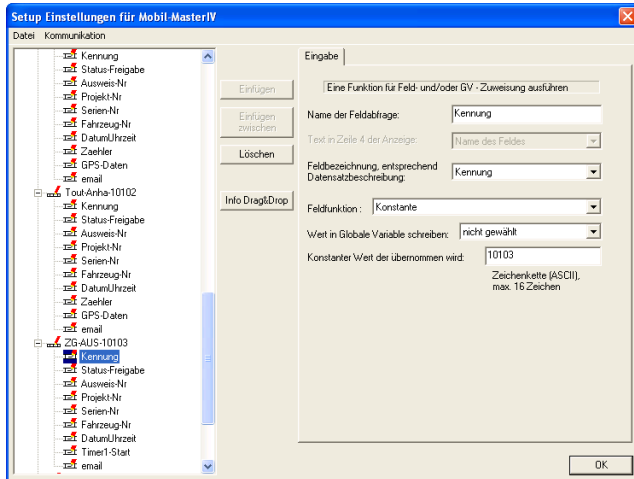 Setup Einstellungen für Mobil-MasterIV
Datei Kommunikation
Kennung
Status-Freigabe
Ausweis-Nr
Projekt-Nr
Serien-Nr
Fahrzeug-Nr
DatumUhrzeit
Zaehler
GPS-Daten
email
Tout-Anha-10102
Kennung
Status-Freigabe
Ausweis-Nr
Projekt-Nr
Serien-Nr
Fahrzeug-Nr
DatumUhrzeit
Zaehler
GPS-Daten
email
ZG-AUS-10103
Kennung
Status-Freigabe
Ausweis-Nr
Projekt-Nr
Serien-Nr
Fahrzeug-Nr
DatumUhrzeit
Timer1-Start
email
Einfügen
Einfügen
zwischen
Löschen
Info Drag&Drop
Eingabe
Eine Funktion für Feld- und/oder GV - Zuweisung ausführen
Name der Feldabfrage: Kennung
Text in Zeile 4 der Anzeige: Name des Feldes
Feldbezeichnung, entsprechend
Datensatzbeschreibung: Kennung
Feldfunktion : Konstante
Wert in Globale Variable schreiben: nicht gewählt
Konstanter Wert der übernommen wird: 10103
Zeichenkette (ASCII),
max. 16 Zeichen
OK